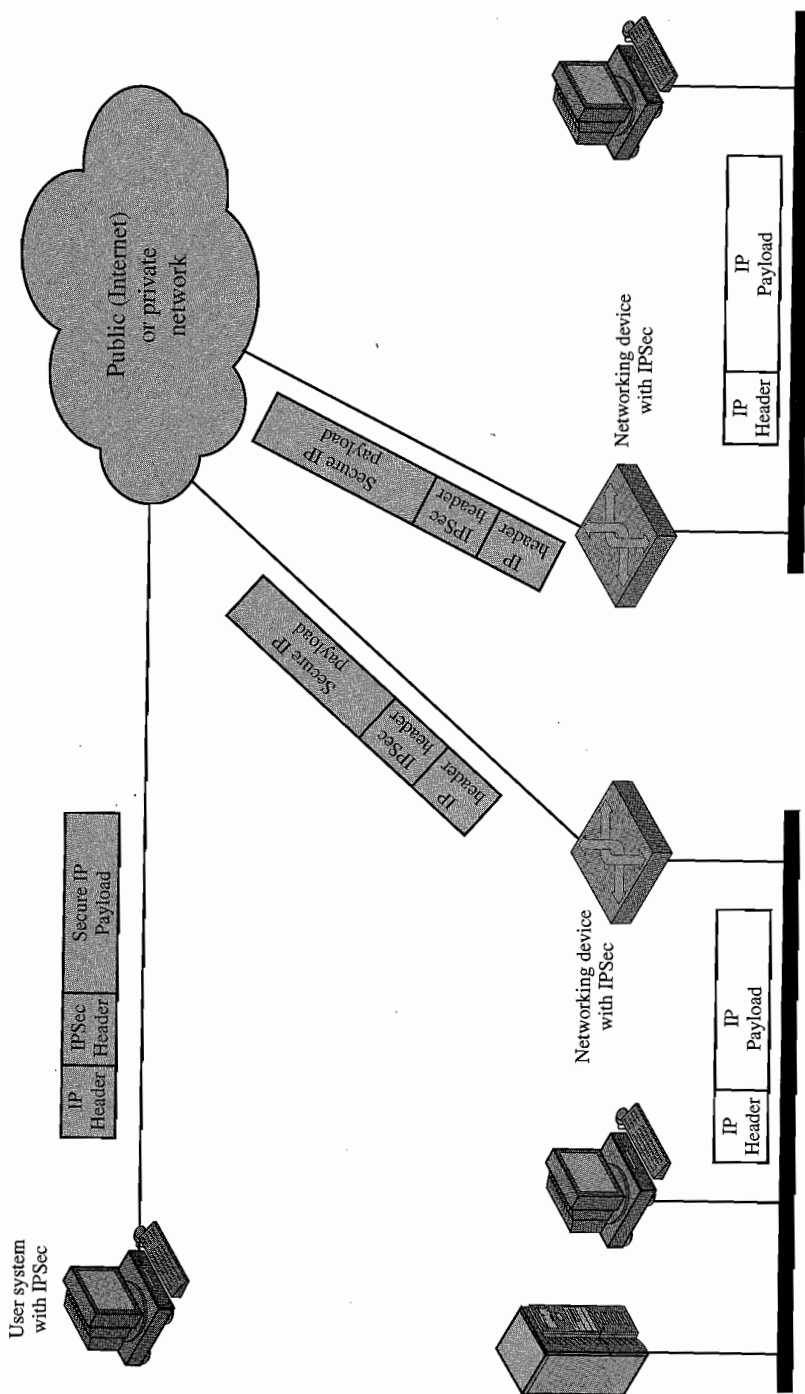 User system
with IPSec
IP
Header
IPSec
Header
Secure IP
Payload
Public (Internet)
or private
network
IP
header
IPSec
header
Secure IP
payload
IP
header
IPSec
header
Secure IP
payload
Networking device
with IPSec
Networking device
with IPSec
IP
Header
IP
Payload
IP
Header
IP
Payload